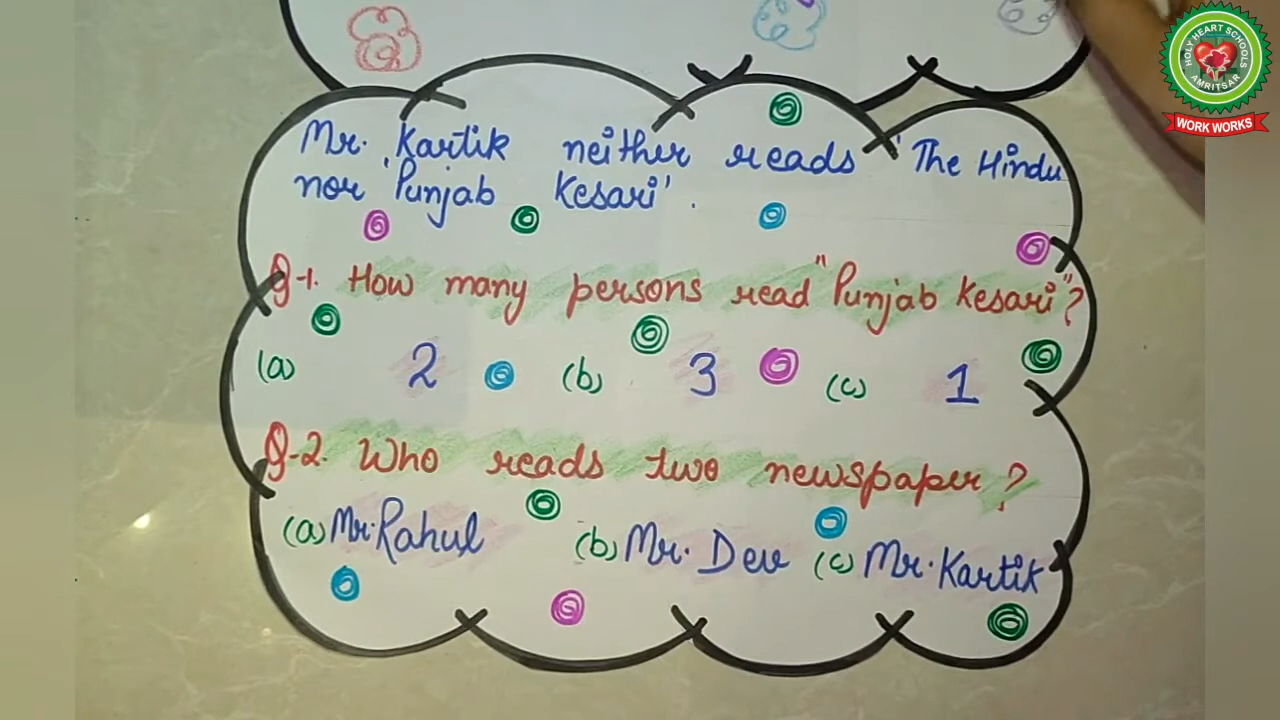 Mr. Kartik neither reads 'The Hindu
nor 'Punjab Kesari'.
Q-1. How many persons read "Punjab Kesari"?
(a) 2 (b) 3 (c) 1
Q-2. Who reads two newspaper?
(a) Mr. Rahul (b) Mr. Dev (c) Mr. Kartik
HOLY HEART SCHOOLS
AMRITSAR
WORK WORKS